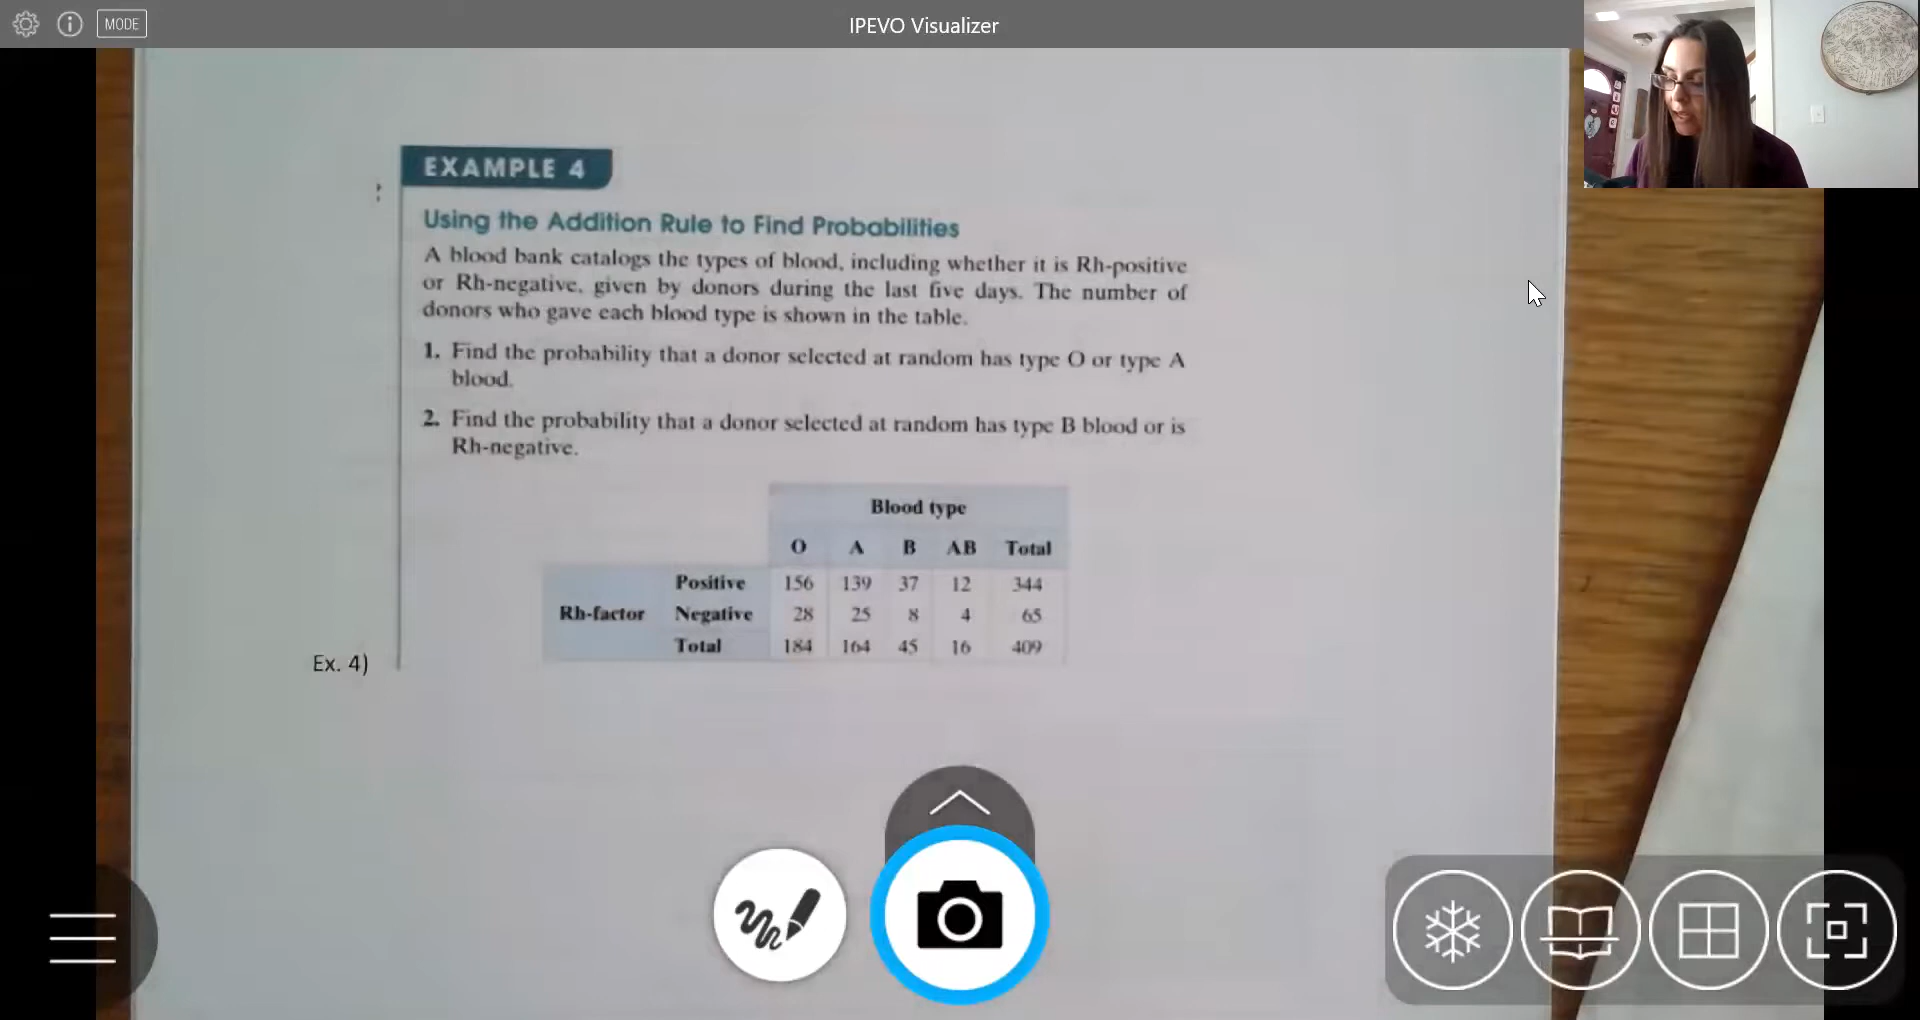 MODE
IPEVO Visualizer
EXAMPLE 4
Using the Addition Rule to Find Probabilities
A blood bank catalogs the types of blood, including whether it is Rh-positive
or Rh-negative, given by donors during the last five days. The number of
donors who gave each blood type is shown in the table.
1. Find the probability that a donor selected at random has type O or type A
blood.
2. Find the probability that a donor selected at random has type B blood or is
Rh-negative.
Blood type
O A B AB Total
Positive 156 139 37 12 344
Rh-factor Negative 28 25 8 4 65
Total 184 164 45 16 409
Ex. 4)